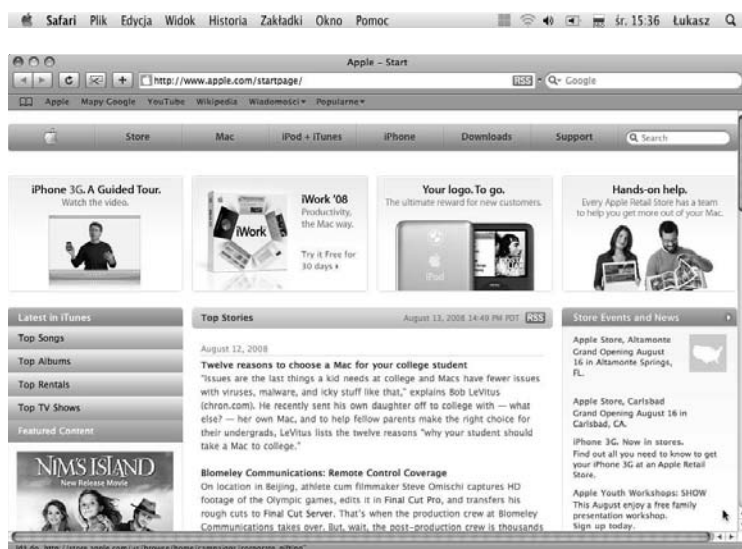 Safari Plik Edycja Widok Historia Zakładki Okno Pomoc
śr. 15:36 Łukasz
Apple – Start
http://www.apple.com/startpage/
RSS
Google
Apple Mapy Google YouTube Wikipedia Wiadomości Popularne
Store Mac iPod + iTunes iPhone Downloads Support Search
iPhone 3G. A Guided Tour.
Watch the video.
iWork
iWork '08
Productivity,
the Mac way.
Try it Free for
30 days
Your logo. To go.
The ultimate reward for new customers.
iPod
Hands-on help.
Every Apple Retail Store has a team
to help you get more out of your Mac.
Latest in iTunes
Top Songs
Top Albums
Top Rentals
Top TV Shows
Featured Content
NIM'S ISLAND
New Release Movie
Top Stories
August 13, 2008 14:49 PM PDT RSS
August 12, 2008
Twelve reasons to choose a Mac for your college student
"Issues are the last things a kid needs at college and Macs have fewer issues
with viruses, malware, and icky stuff like that," explains Bob LeVitus
(chron.com). He recently sent his own daughter off to college with — what
else? — her own Mac, and to help fellow parents make the right choice for
their undergrads, LeVitus lists the twelve reasons "why your student should
take a Mac to college."
Blomeley Communications: Remote Control Coverage
On location in Beijing, athlete cum filmmaker Steve Omischi captures HD
footage of the Olympic games, edits it in Final Cut Pro, and transfers his
rough cuts to Final Cut Server. That's when the production crew at Blomeley
Communications takes over. But, wait, the post-production crew is thousands
Store Events and News
Apple Store, Altamonte
Grand Opening August
16 in Altamonte Springs,
FL.
Apple Store, Carlsbad
Grand Opening August 16 in
Carlsbad, CA.
iPhone 3G. Now in stores.
Find out all you need to know to get
your iPhone 3G at an Apple Retail
Store.
Apple Youth Workshops: SHOW
This August enjoy a free family
presentation workshop.
Sign up today.